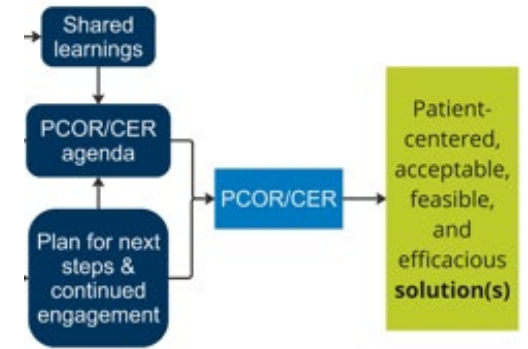 Shared
learnings
PCOR/CER
agenda
Plan for next
steps &
continued
engagement
PCOR/CER
Patient-
centered,
acceptable,
feasible,
and
efficacious
solution(s)